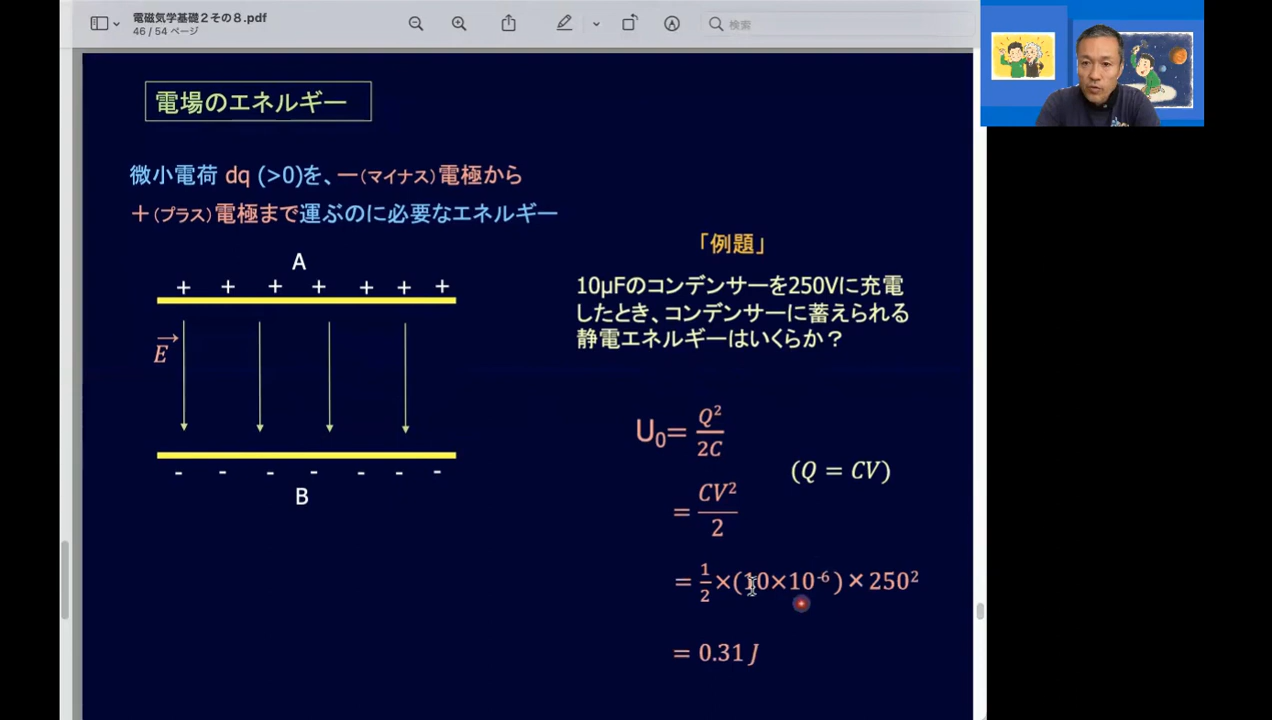 電磁気学基礎2その8.pdf
46 / 54 ページ
検索
電場のエネルギー
微小電荷 dq (>0)を、ー(マイナス)電極から
＋(プラス)電極まで運ぶのに必要なエネルギー
「例題」
A
+ + + + + + +
10μFのコンデンサーを250Vに充電
したとき、コンデンサーに蓄えられる
静電エネルギーはいくらか？
E
- - - - - - -
B
U₀= Q²/2C
(Q = CV)
= CV²/2
= 1/2 ×(10×10⁻⁶)×250²
= 0.31 J